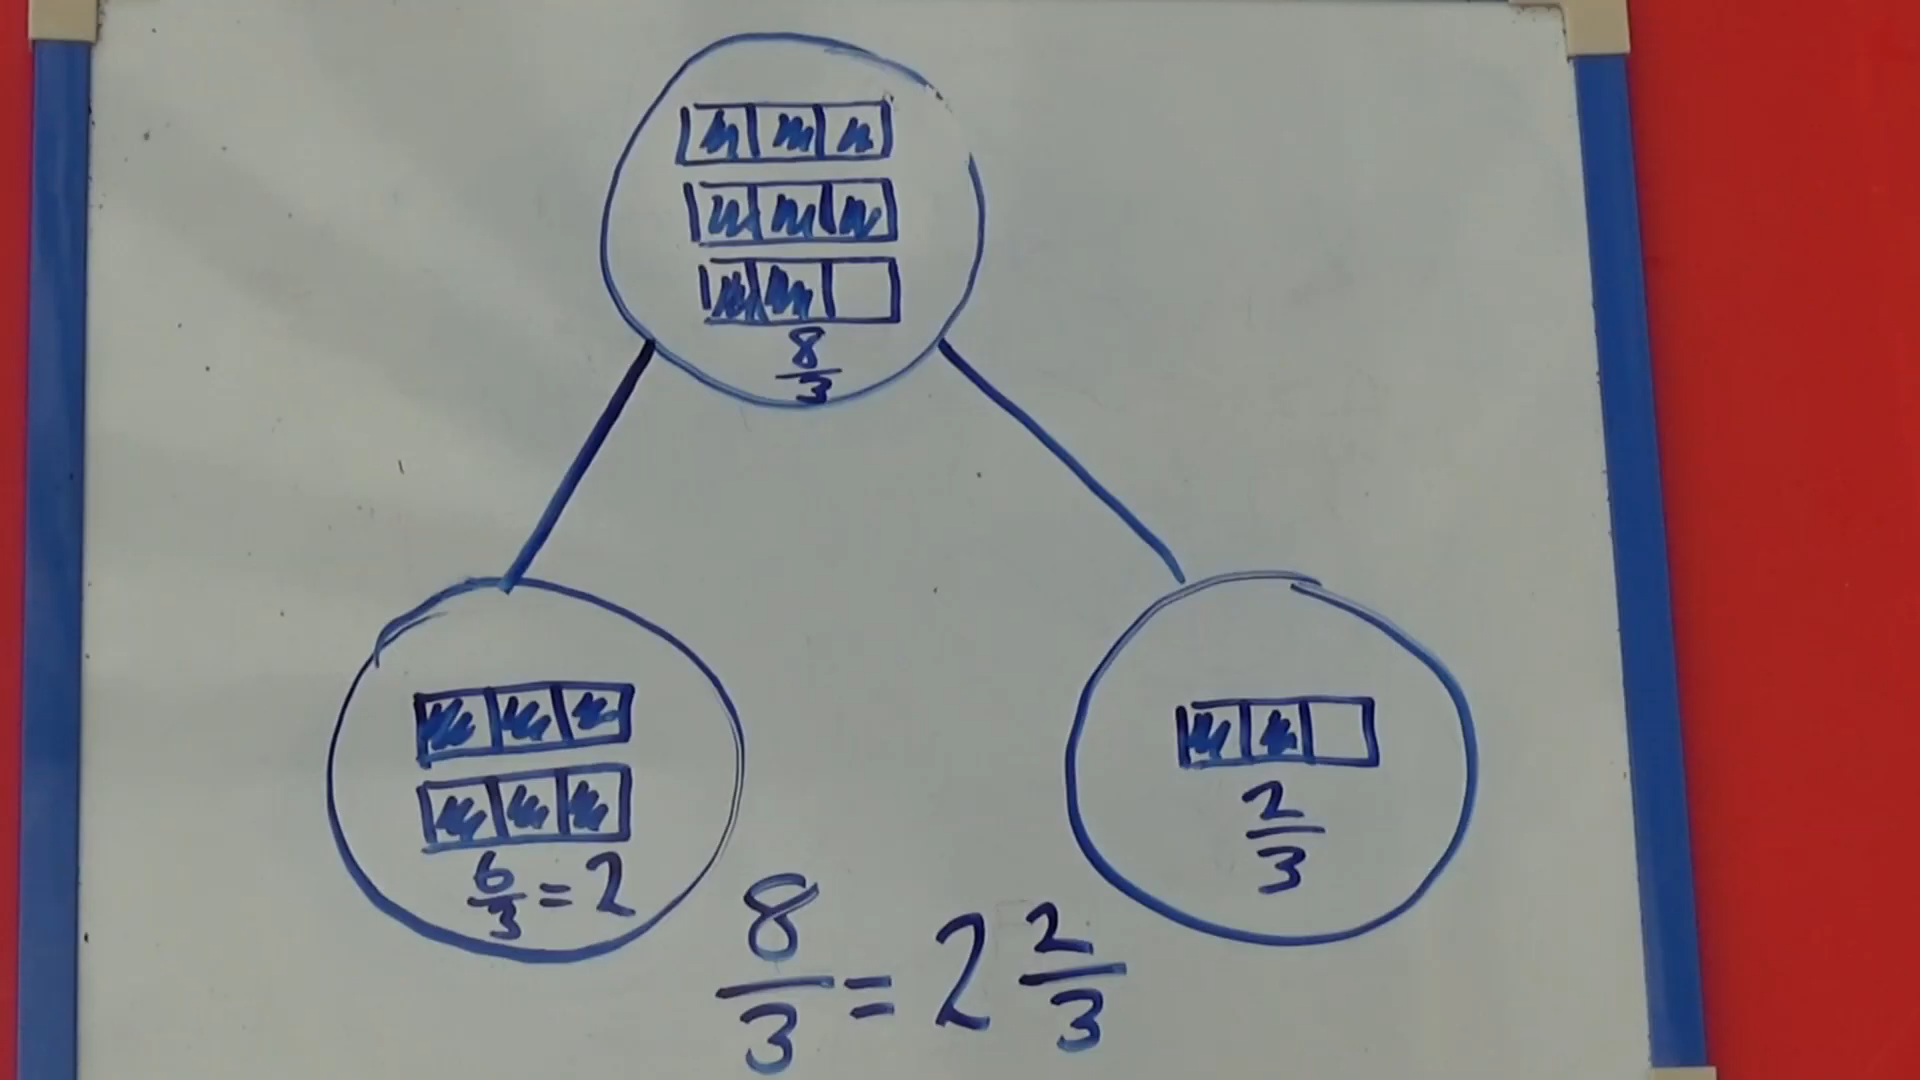 8/3
6/3 = 2
2/3
8/3 = 2 2/3